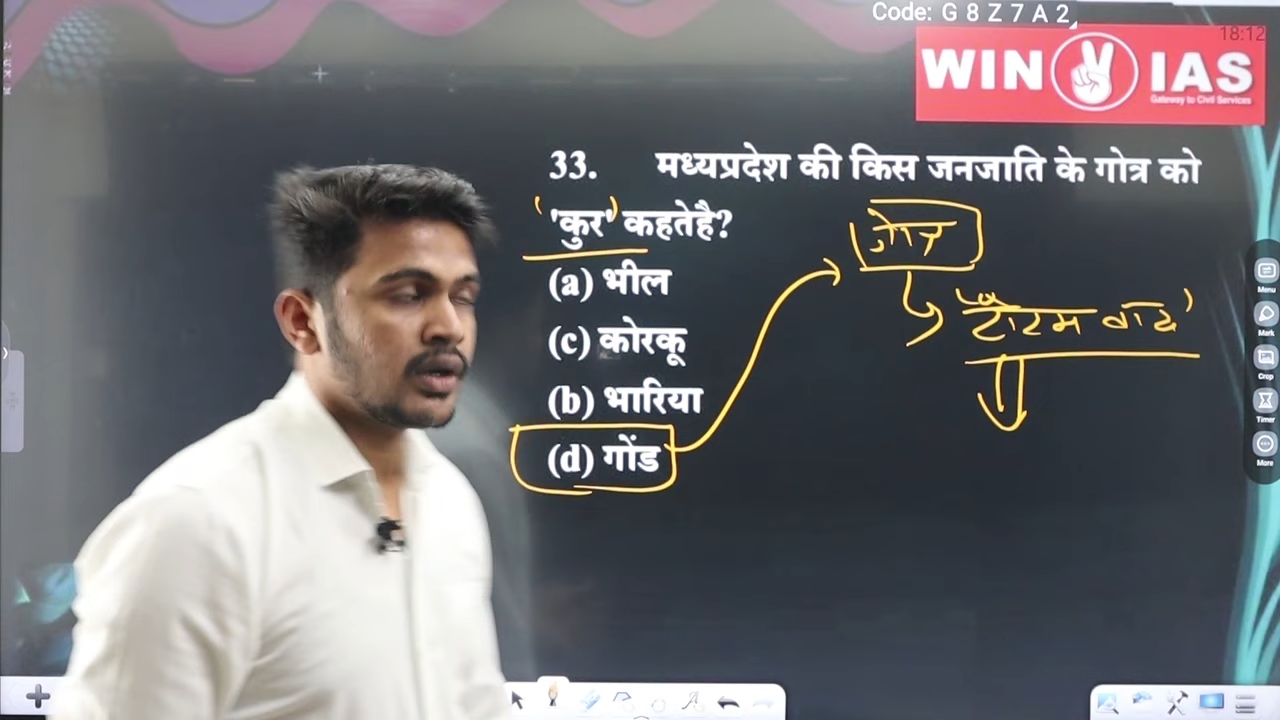 Code: G 8 Z 7 A 2
18:12
WIN IAS
Gateway to Civil Services
33. मध्यप्रदेश की किस जनजाति के गोत्र को
'कुर' कहतेहै?
(a) भील
(c) कोरकू
(b) भारिया
(d) गोंड
गोत्र
टोटम वाद
Menu
Mark
Crop
Timer
More